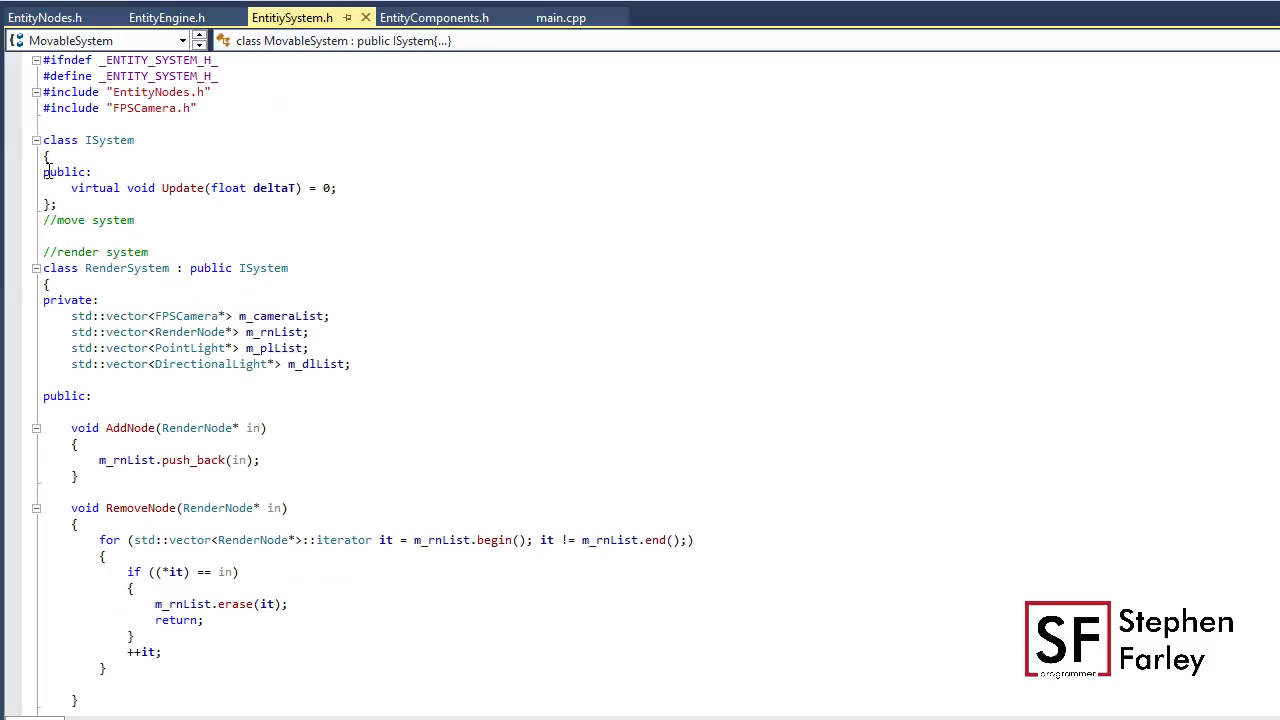 EntityNodes.h EntityEngine.h EntitiySystem.h EntityComponents.h main.cpp
MovableSystem class MovableSystem : public ISystem{...}
#ifndef _ENTITY_SYSTEM_H_
#define _ENTITY_SYSTEM_H_
#include "EntityNodes.h"
#include "FPSCamera.h"
class ISystem
{
public:
virtual void Update(float deltaT) = 0;
};
//move system
//render system
class RenderSystem : public ISystem
{
private:
std::vector<FPSCamera*> m_cameraList;
std::vector<RenderNode*> m_rnList;
std::vector<PointLight*> m_plList;
std::vector<DirectionalLight*> m_dlList;
public:
void AddNode(RenderNode* in)
{
m_rnList.push_back(in);
}
void RemoveNode(RenderNode* in)
{
for (std::vector<RenderNode*>::iterator it = m_rnList.begin(); it != m_rnList.end();)
{
if ((*it) == in)
{
m_rnList.erase(it);
return;
}
++it;
}
}
SF
programmer
Stephen
Farley